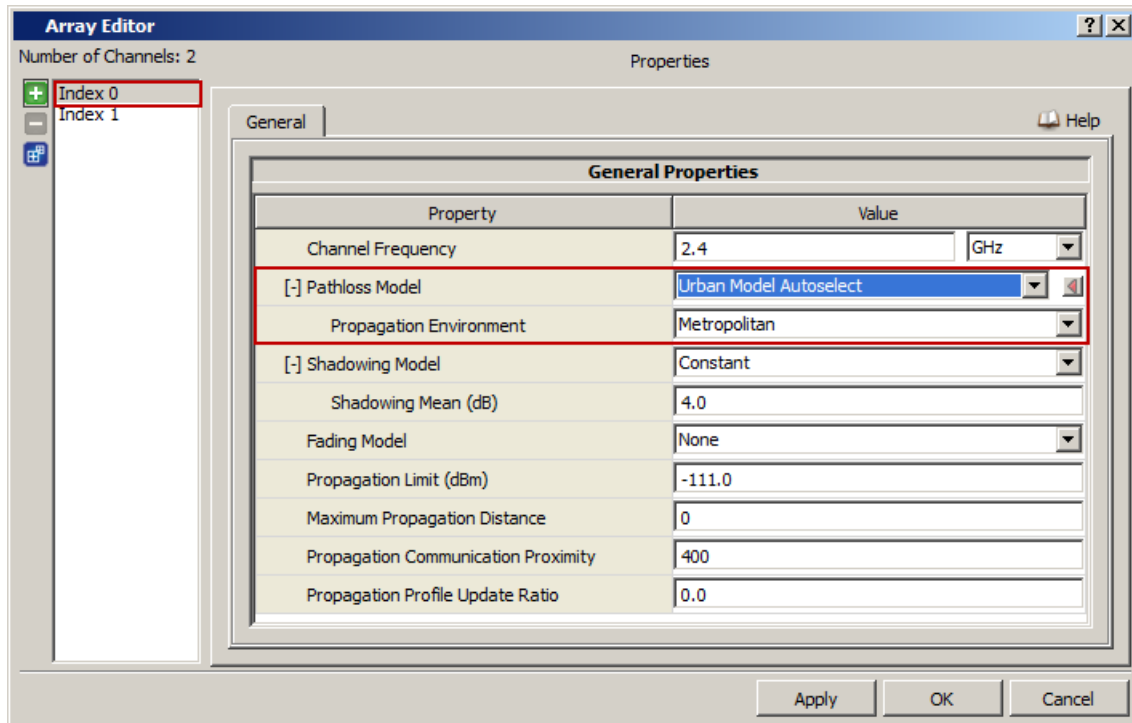 Array Editor
Number of Channels: 2
Properties
Index 0
Index 1
General
Help
General Properties
Property Value
Channel Frequency 2.4 GHz
[-] Pathloss Model Urban Model Autoselect
Propagation Environment Metropolitan
[-] Shadowing Model Constant
Shadowing Mean (dB) 4.0
Fading Model None
Propagation Limit (dBm) -111.0
Maximum Propagation Distance 0
Propagation Communication Proximity 400
Propagation Profile Update Ratio 0.0
Apply OK Cancel